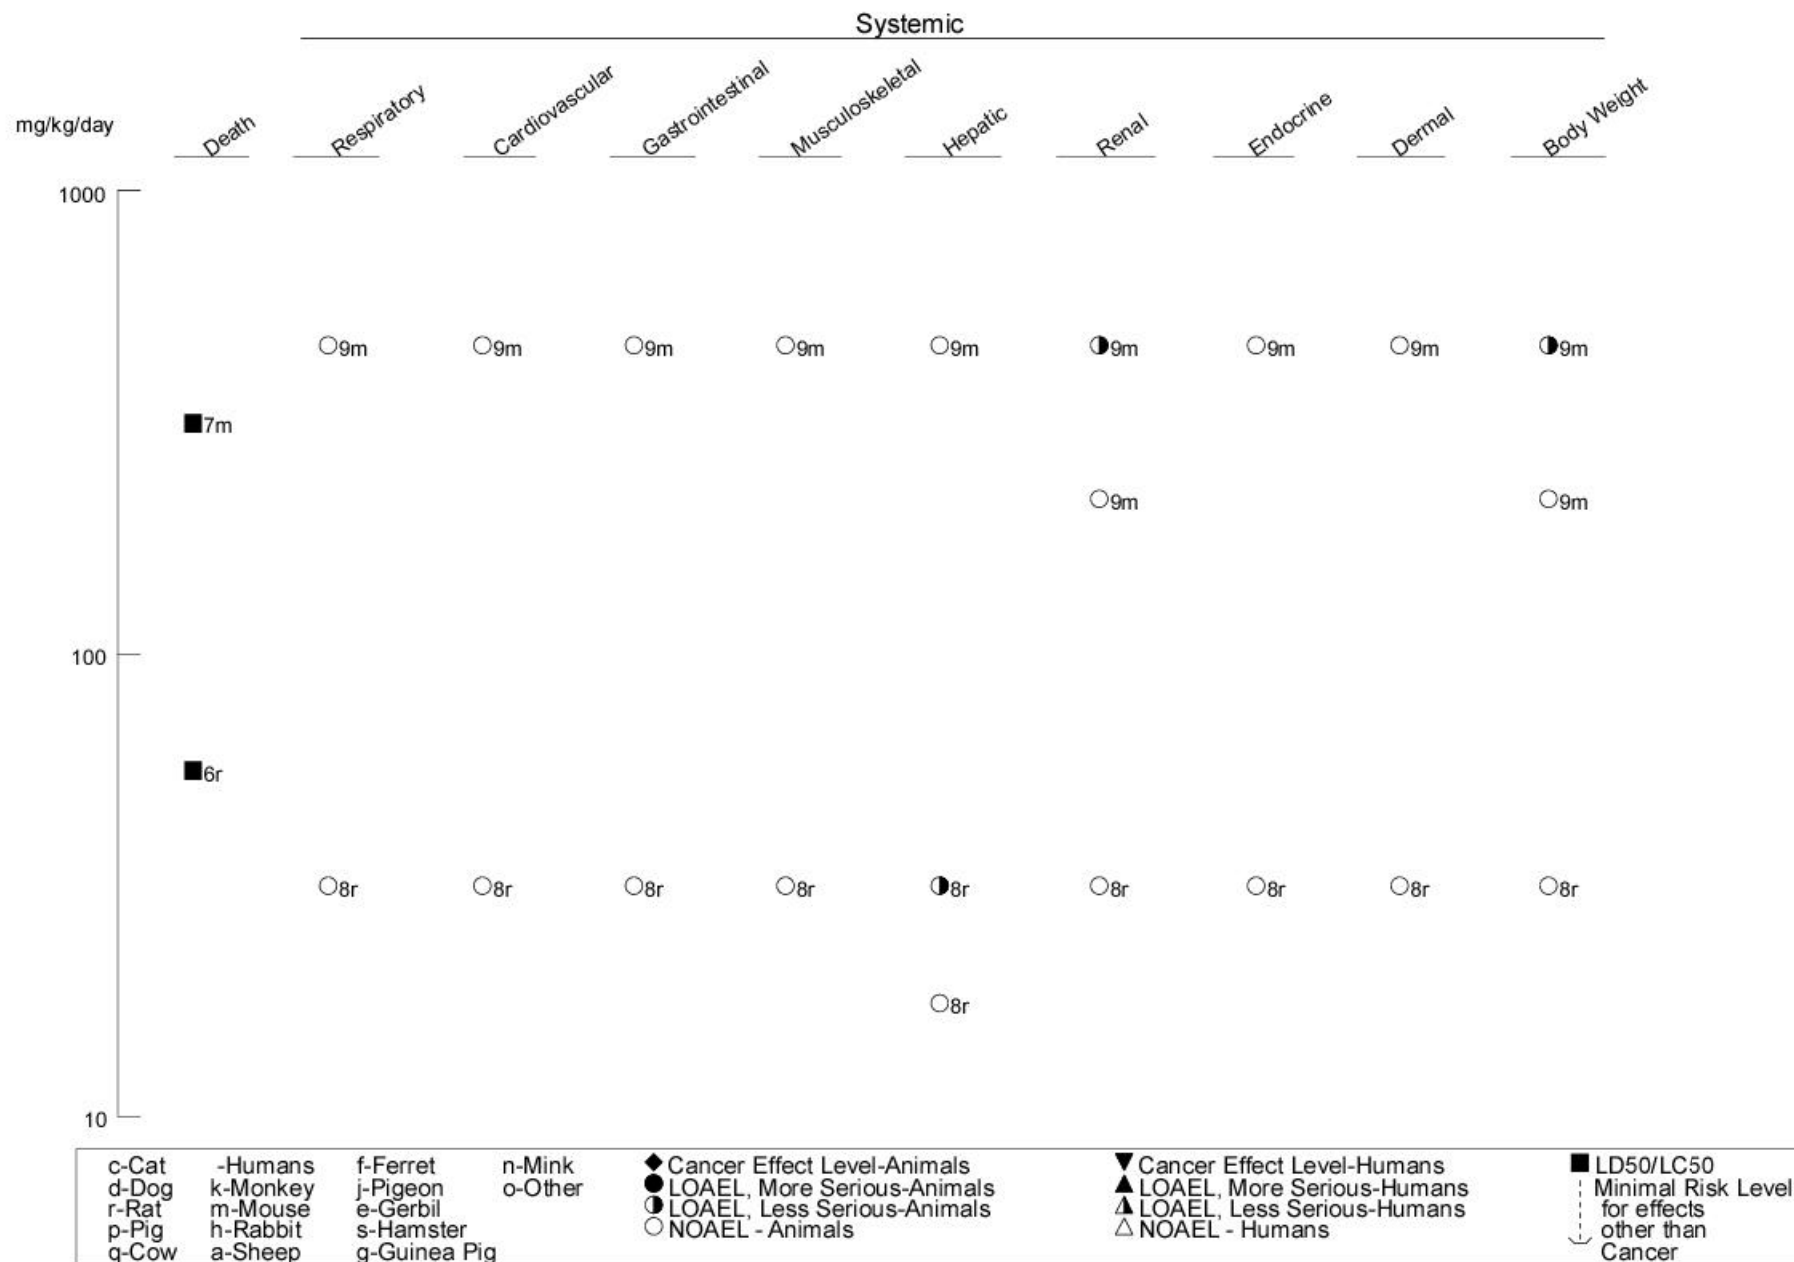 Systemic
mg/kg/day
Death
Respiratory
Cardiovascular
Gastrointestinal
Musculoskeletal
Hepatic
Renal
Endocrine
Dermal
Body Weight
1000
9m 9m 9m 9m 9m 9m 9m 9m 9m
7m
9m 9m
100
6r
8r 8r 8r 8r 8r 8r 8r 8r 8r
8r
10
c-Cat -Humans f-Ferret n-Mink Cancer Effect Level-Animals Cancer Effect Level-Humans LD50/LC50
d-Dog k-Monkey j-Pigeon o-Other LOAEL, More Serious-Animals LOAEL, More Serious-Humans Minimal Risk Level
r-Rat m-Mouse e-Gerbil LOAEL, Less Serious-Animals LOAEL, Less Serious-Humans for effects
p-Pig h-Rabbit s-Hamster NOAEL - Animals NOAEL - Humans other than
q-Cow a-Sheep g-Guinea Pig Cancer